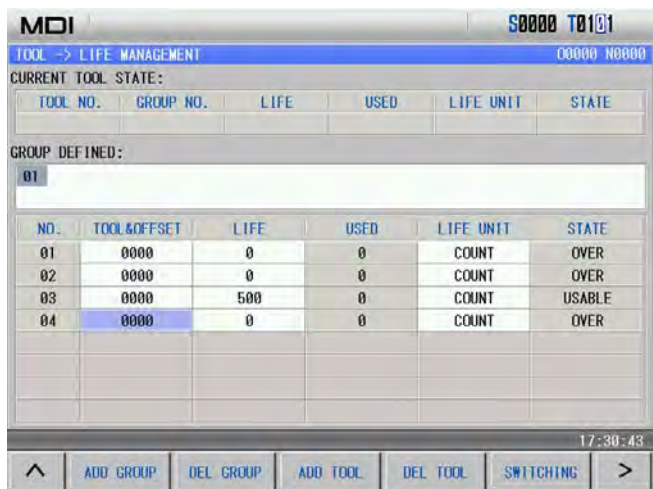 MDI S0000 T0101
TOOL -> LIFE MANAGEMENT O0000 N0000
CURRENT TOOL STATE:
TOOL NO. GROUP NO. LIFE USED LIFE UNIT STATE
GROUP DEFINED:
01
NO. TOOL&OFFSET LIFE USED LIFE UNIT STATE
01 0000 0 0 COUNT OVER
02 0000 0 0 COUNT OVER
03 0000 500 0 COUNT USABLE
04 0000 0 0 COUNT OVER
17:30:43
^ ADD GROUP DEL GROUP ADD TOOL DEL TOOL SWITCHING >